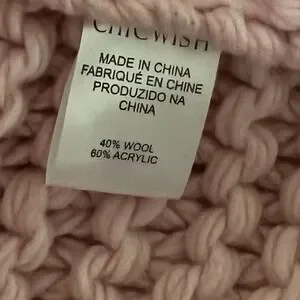 CHICWISH
MADE IN CHINA
FABRIQUÉ EN CHINE
PRODUZIDO NA
CHINA
40% WOOL
60% ACRYLIC